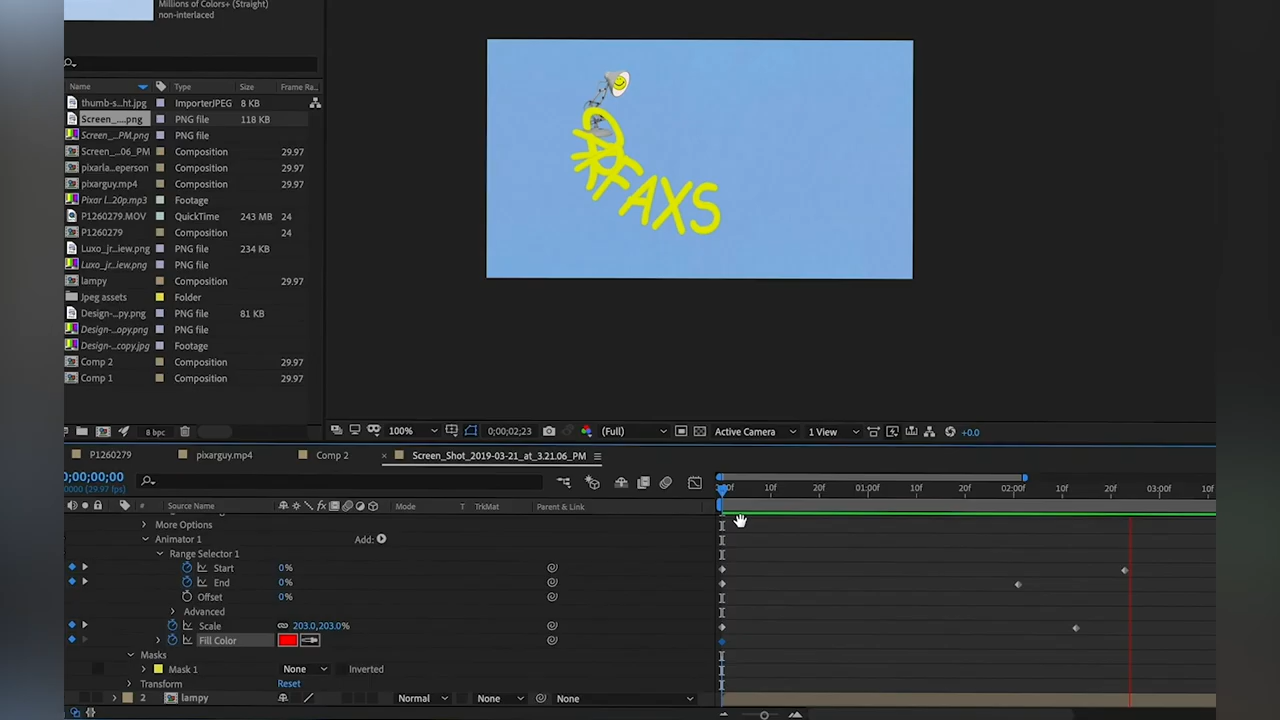 Millions of Colors+ (Straight)
non-interlaced
Name Type Size Frame Ra..
thumb-s...ht.jpg ImporterJPEG 8 KB
Screen_....png PNG file 118 KB
Screen_...PM.png PNG file
Screen_...06_PM Composition 29.97
pixarla...eperson Composition 29.97
pixarguy.mp4 Composition 29.97
Pixar l...20p.mp3 Footage
P1260279.MOV QuickTime 243 MB 24
P1260279 Composition 24
Luxo_jr...iew.png PNG file 234 KB
Luxo_jr...iew.png PNG file
lampy Composition 29.97
Jpeg assets Folder
Design-...py.png PNG file 81 KB
Design-...opy.png PNG file
Design-...copy.jpg Footage
Comp 2 Composition 29.97
Comp 1 Composition 29.97
FAXS
8 bpc 100% 0;00;02;23 (Full) Active Camera 1 View +0.0
P1260279 pixarguy.mp4 Comp 2 Screen_Shot_2019-03-21_at_3.21.06_PM
0;00;00;00
0000 (29.97 fps)
10f 20f 01:00f 10f 20f 02:00f 10f 20f 03:00f 10f
# Source Name Mode T TrkMat Parent & Link
More Options
Animator 1 Add:
Range Selector 1
Start 0%
End 0%
Offset 0%
Advanced
Scale 203.0,203.0%
Fill Color
Masks
Mask 1 None Inverted
Transform Reset
2 lampy Normal None None